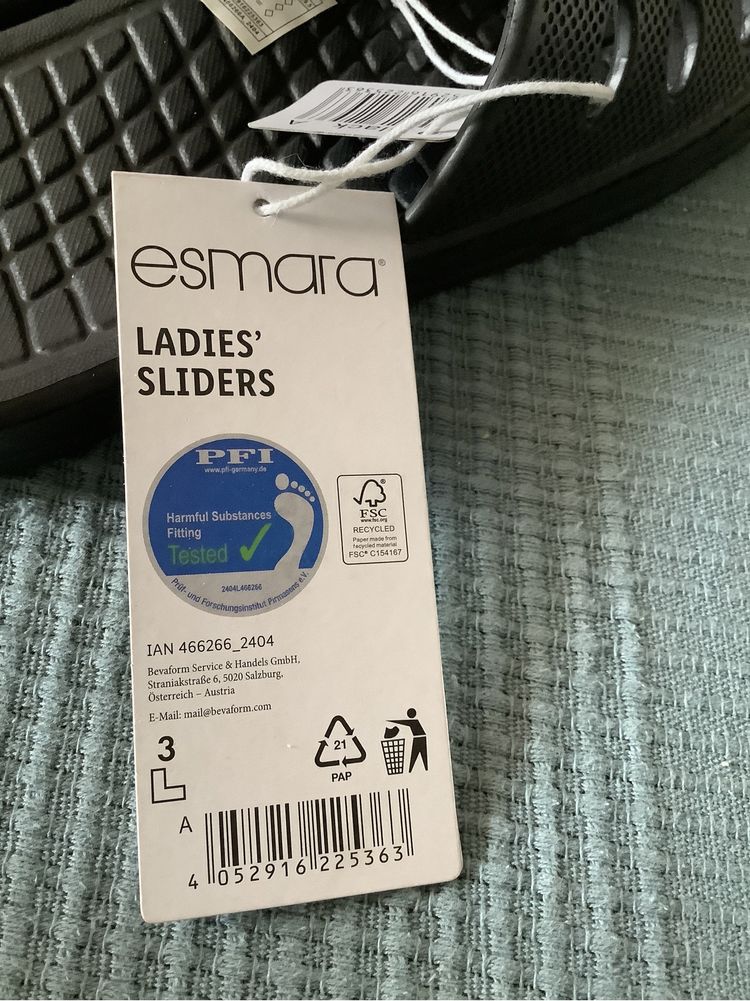 esmara®
LADIES’
SLIDERS
PFI
www.pfi-germany.de
Harmful Substances
Fitting
Tested
2404L466266
Prüf- und Forschungsinstitut Pirmasens e.V.
FSC
www.fsc.org
RECYCLED
Paper made from
recycled material
FSC® C154167
IAN 466266_2404
Bevaform Service & Handels GmbH,
Straniakstraße 6, 5020 Salzburg,
Österreich – Austria
E-Mail: mail@bevaform.com
3
21
PAP
A
4 052916 225363